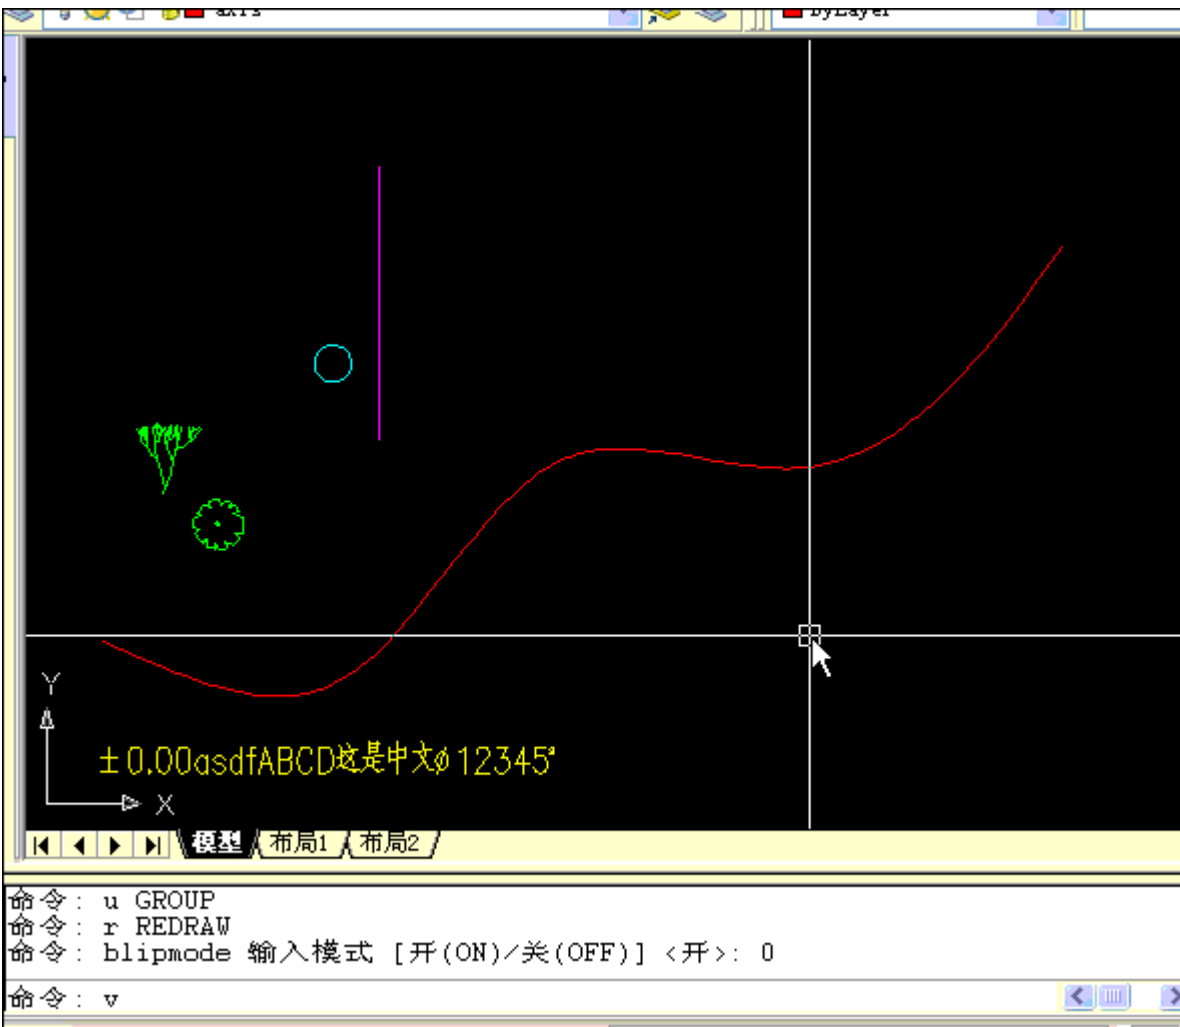 axis
ByLayer
Y
±0.00asdfABCD这是中文ϕ12345°
X
模型 布局1 布局2
命令: u GROUP
命令: r REDRAW
命令: blipmode 输入模式 [开(ON)/关(OFF)] <开>: 0
命令: v